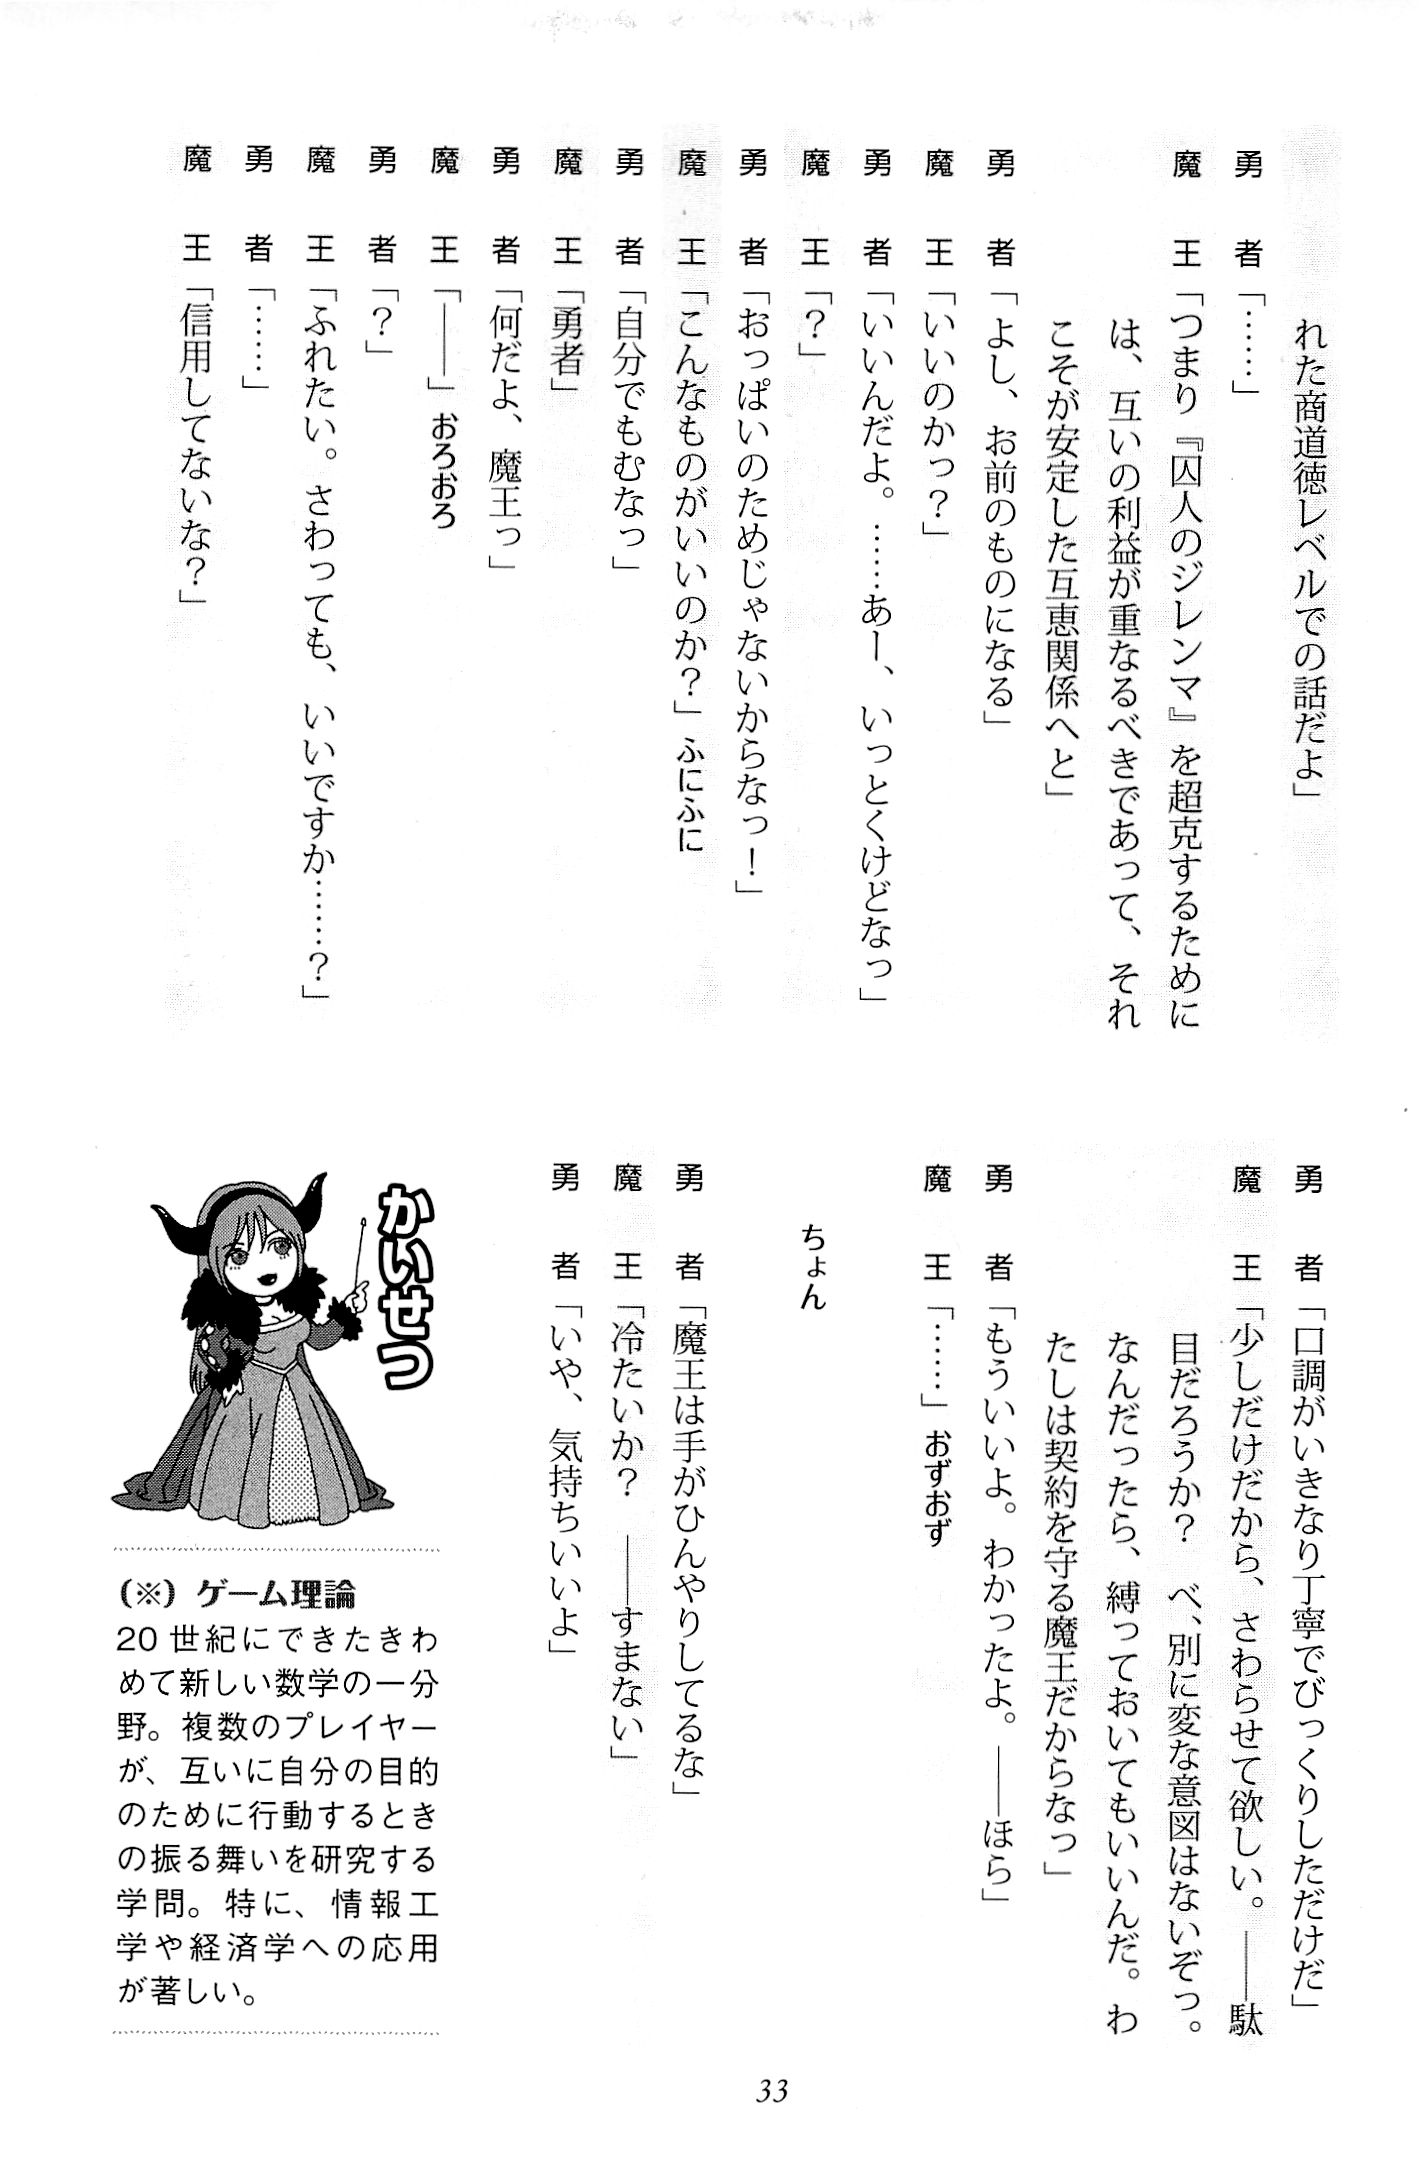 れた商道徳レベルでの話だよ」
勇者「……」
魔王「つまり『囚人のジレンマ』を超克するために
は、互いの利益が重なるべきであって、それ
こそが安定した互恵関係へと」
勇者「よし、お前のものになる」
魔王「いいのかっ？」
勇者「いいんだよ。……あー、いっとくけどなっ」
魔王「？」
勇者「おっぱいのためじゃないからなっ！」
魔王「こんなものがいいのか？」ふにふに
勇者「自分でもむなっ」
魔王「勇者」
勇者「何だよ、魔王っ」
魔王「――」おろおろ
勇者「？」
魔王「ふれたい。さわっても、いいですか……？」
勇者「……」
魔王「信用してないな？」
勇者「口調がいきなり丁寧でびっくりしただけだ」
魔王「少しだけだから、さわらせて欲しい。――駄
目だろうか？　べ、別に変な意図はないぞっ。
なんだったら、縛っておいてもいいんだ。わ
たしは契約を守る魔王だからなっ」
勇者「もういいよ。わかったよ。――ほら」
魔王「……」おずおず
ちょん
勇者「魔王は手がひんやりしてるな」
魔王「冷たいか？　――すまない」
勇者「いや、気持ちいいよ」
かいせつ
（※）ゲーム理論
20世紀にできたきわ
めて新しい数学の一分
野。複数のプレイヤー
が、互いに自分の目的
のために行動するとき
の振る舞いを研究する
学問。特に、情報工
学や経済学への応用
が著しい。
33